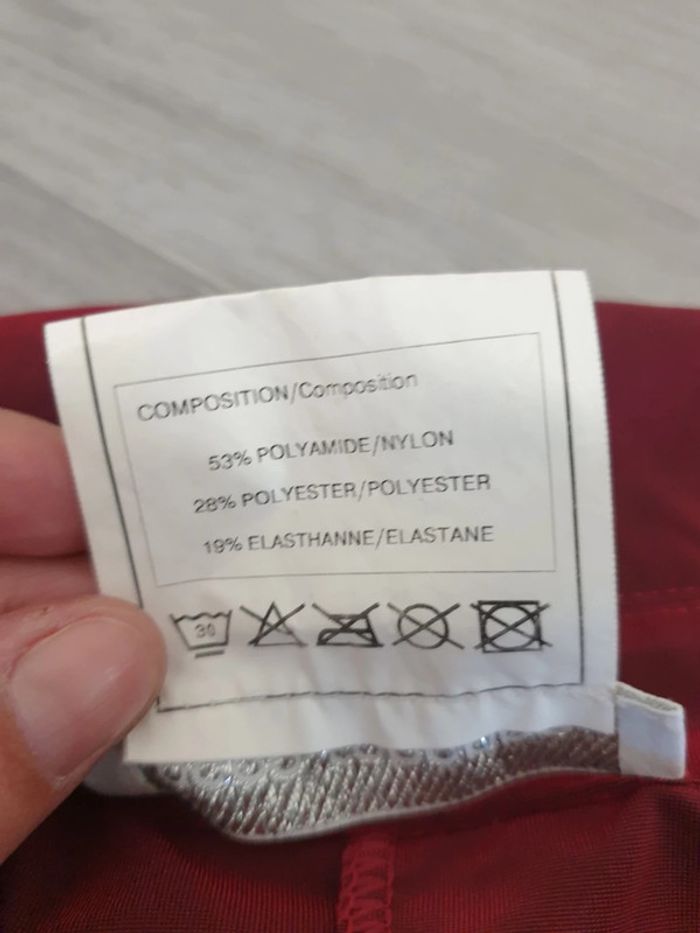 COMPOSITION/Composition
53% POLYAMIDE/NYLON
28% POLYESTER/POLYESTER
19% ELASTHANNE/ELASTANE
30